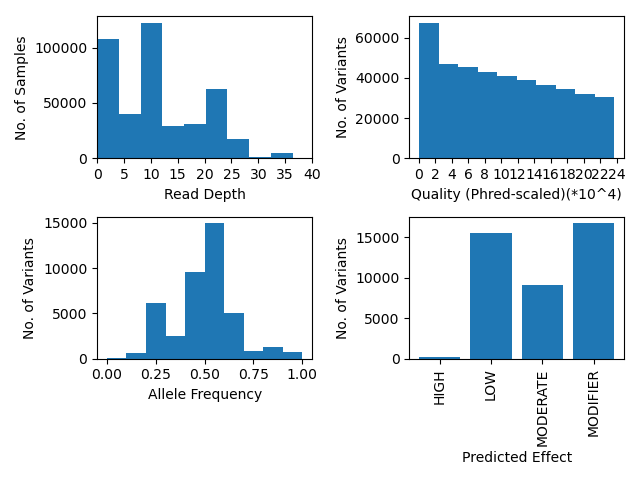 No. of Samples
100000
50000
0
0 5 10 15 20 25 30 35 40
Read Depth
No. of Variants
60000
40000
20000
0
0 2 4 6 8 10 12 14 16 18 20 22 24
Quality (Phred-scaled)(*10^4)
No. of Variants
15000
10000
5000
0
0.00 0.25 0.50 0.75 1.00
Allele Frequency
No. of Variants
15000
10000
5000
0
HIGH
LOW
MODERATE
MODIFIER
Predicted Effect